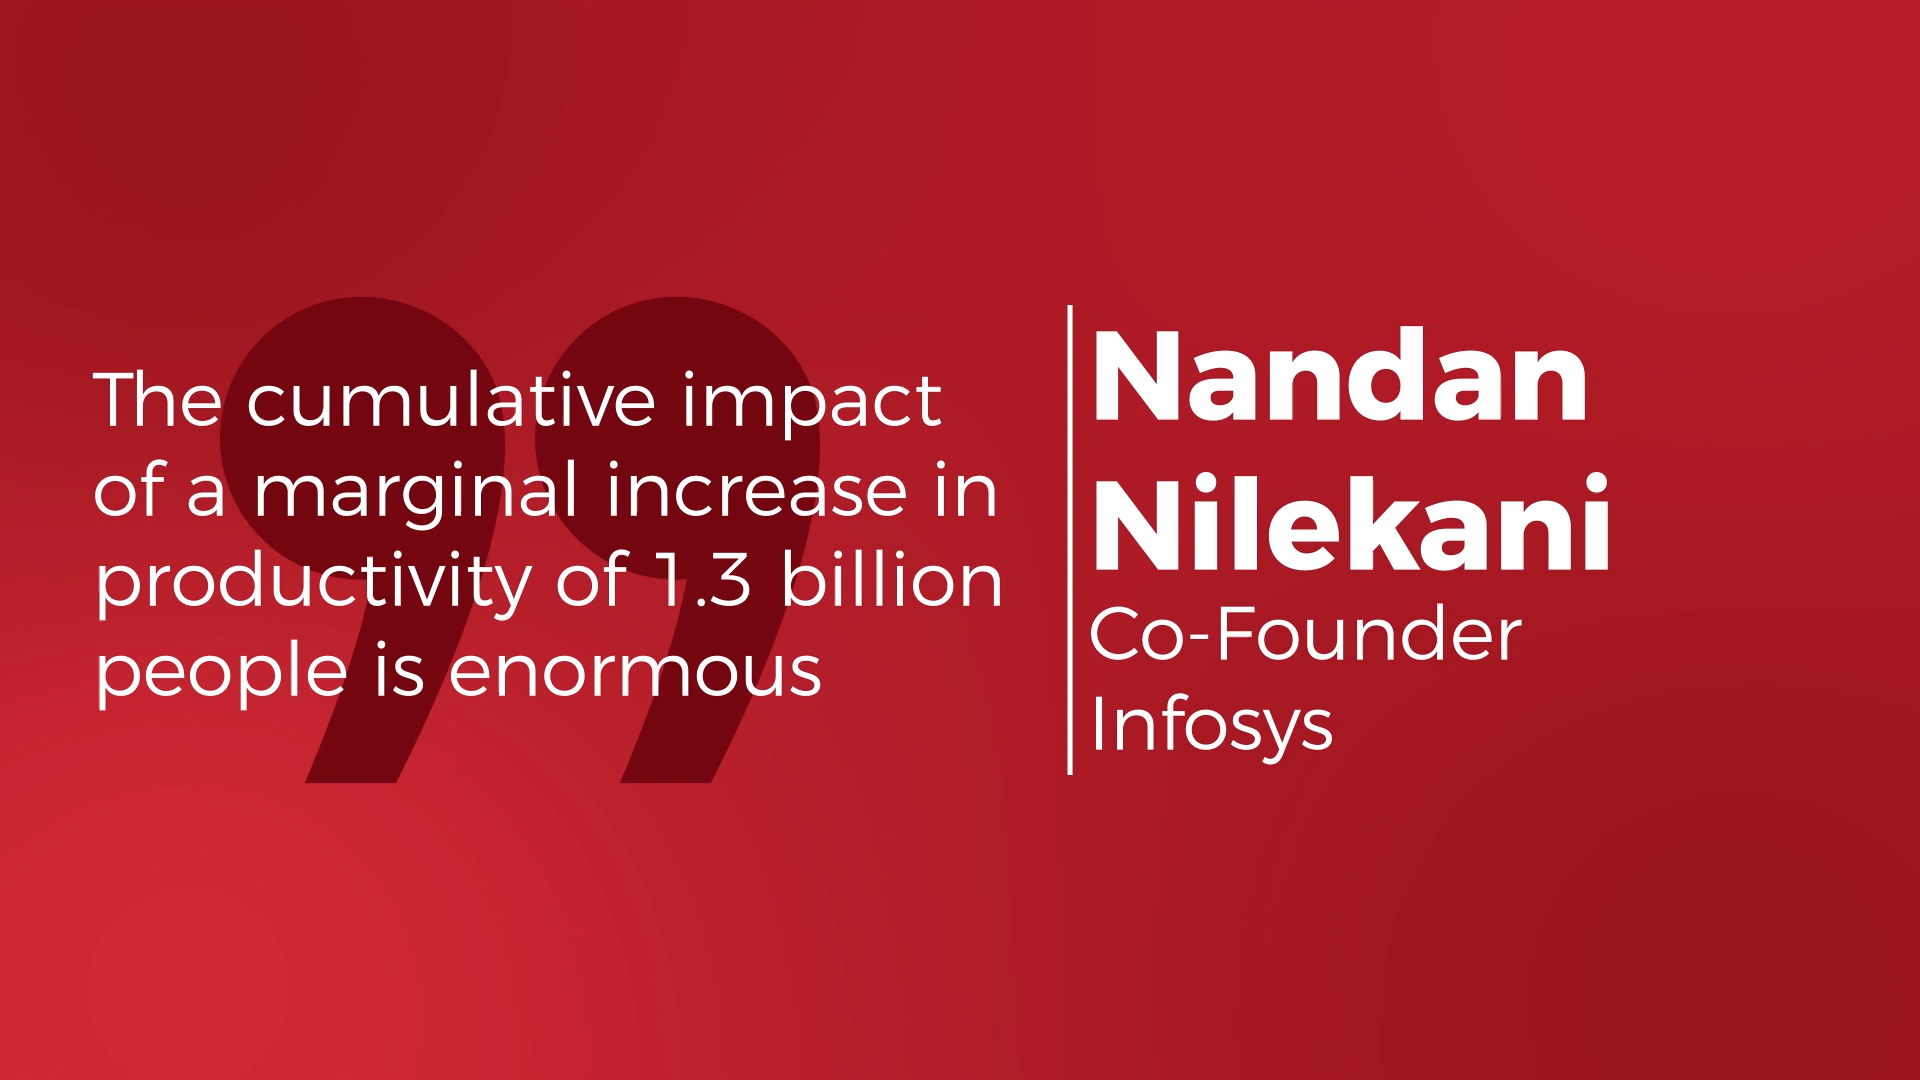 The cumulative impact
of a marginal increase in
productivity of 1.3 billion
people is enormous
Nandan
Nilekani
Co-Founder
Infosys